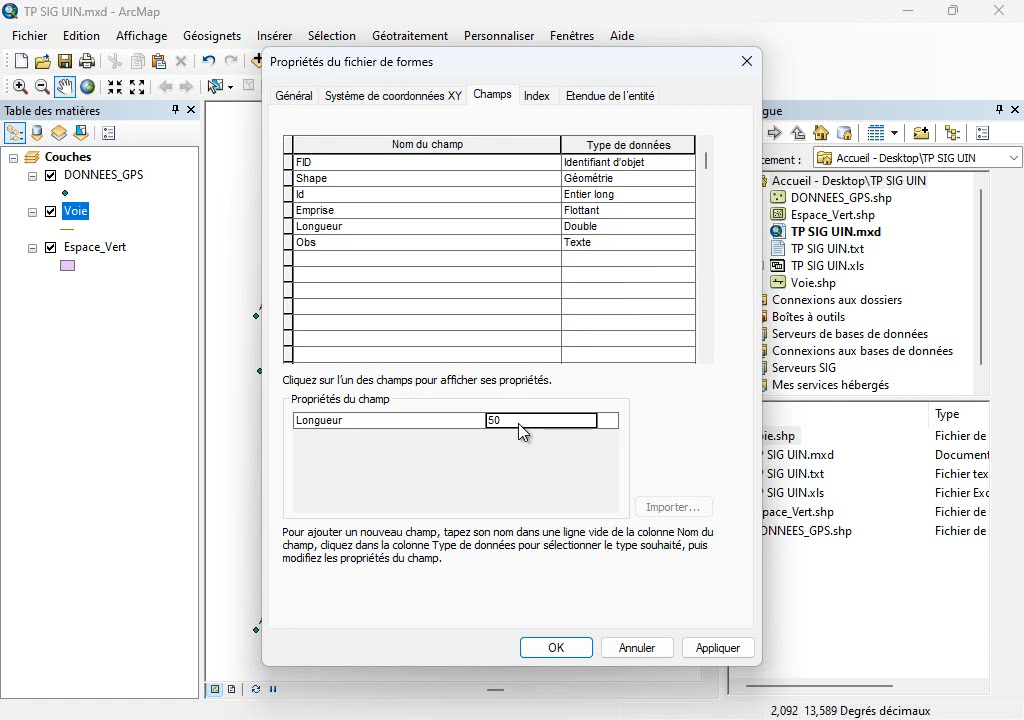 TP SIG UIN.mxd - ArcMap
Fichier Edition Affichage Géosignets Insérer Sélection Géotraitement Personnaliser Fenêtres Aide
Propriétés du fichier de formes
Général Système de coordonnées XY Champs Index Etendue de l'entité
Table des matières
Couches
DONNEES_GPS
Voie
Espace_Vert
Nom du champ Type de données
FID Identifiant d'objet
Shape Géométrie
Id Entier long
Emprise Flottant
Longueur Double
Obs Texte
Cliquez sur l'un des champs pour afficher ses propriétés.
Propriétés du champ
Longueur 50
Importer...
Pour ajouter un nouveau champ, tapez son nom dans une ligne vide de la colonne Nom du
champ, cliquez dans la colonne Type de données pour sélectionner le type souhaité, puis
modifiez les propriétés du champ.
OK Annuler Appliquer
gue
cement : Accueil - Desktop\TP SIG UIN
Accueil - Desktop\TP SIG UIN
DONNEES_GPS.shp
Espace_Vert.shp
TP SIG UIN.mxd
TP SIG UIN.txt
TP SIG UIN.xls
Voie.shp
Connexions aux dossiers
Boîtes à outils
Serveurs de bases de données
Connexions aux bases de données
Serveurs SIG
Mes services hébergés
Type
ie.shp Fichier de
SIG UIN.mxd Document
SIG UIN.txt Fichier tex
SIG UIN.xls Fichier Exc
pace_Vert.shp Fichier de
NNEES_GPS.shp Fichier de
2,092 13,589 Degrés décimaux